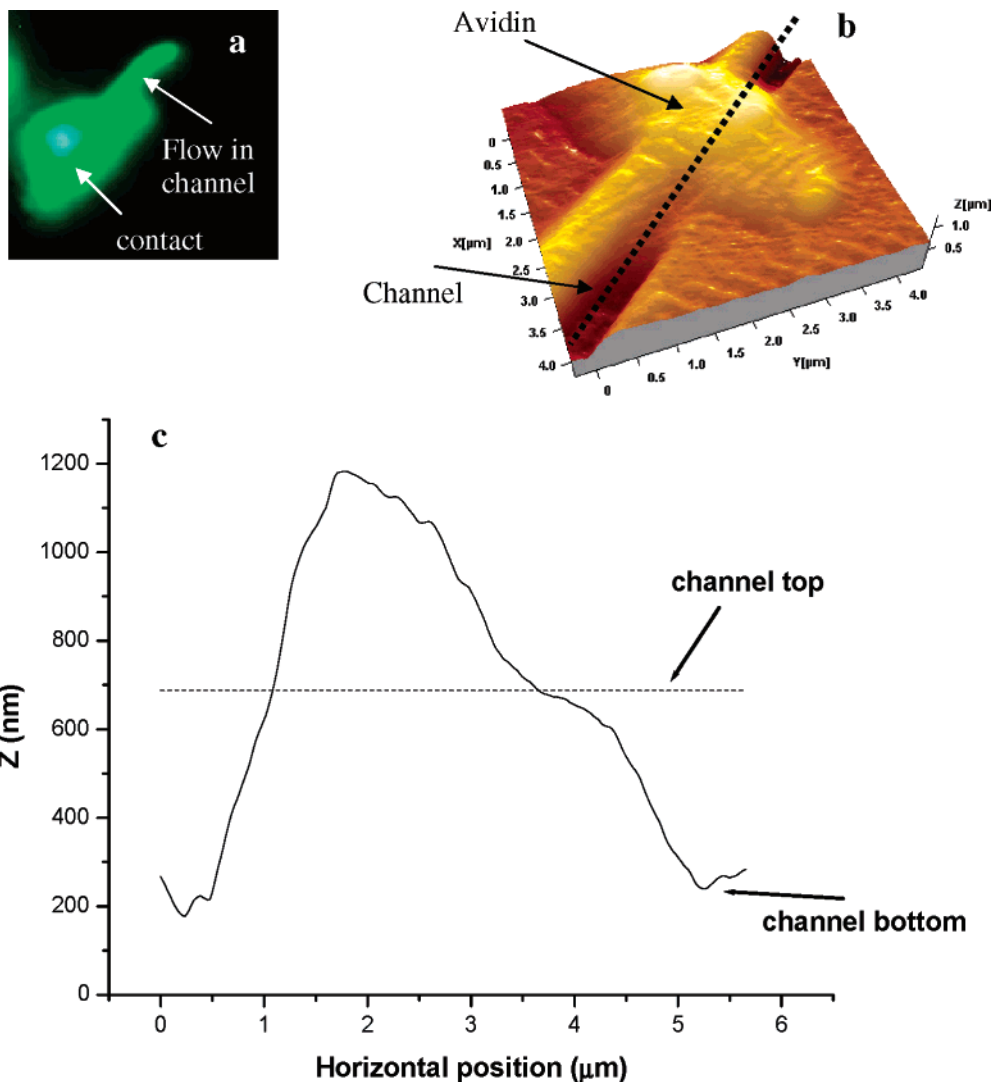 a
Flow in
channel
contact
b
Avidin
Channel
0
0.5
1.0
1.5
2.0
2.5
3.0
3.5
4.0
X[µm]
0
0.5
1.0
1.5
2.0
2.5
3.0
3.5
4.0
Y[µm]
Z[µm]
1.0
0.5
c
1200
1000
800
600
400
200
0
Z (nm)
channel top
channel bottom
0 1 2 3 4 5 6
Horizontal position (µm)